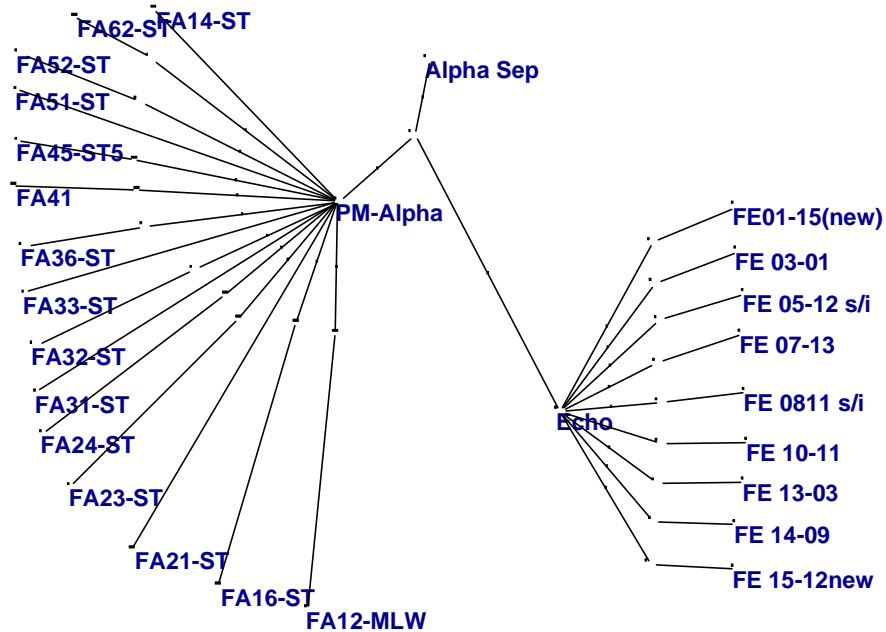 FA14-ST
FA62-ST
FA52-ST
Alpha Sep
FA51-ST
FA45-ST5
FA41
PM-Alpha
FE01-15(new)
FA36-ST
FE 03-01
FA33-ST
FE 05-12 s/i
FE 07-13
FA32-ST
FA31-ST
FE 0811 s/i
Echo
FA24-ST
FE 10-11
FE 13-03
FA23-ST
FE 14-09
FA21-ST
FE 15-12new
FA16-ST
FA12-MLW